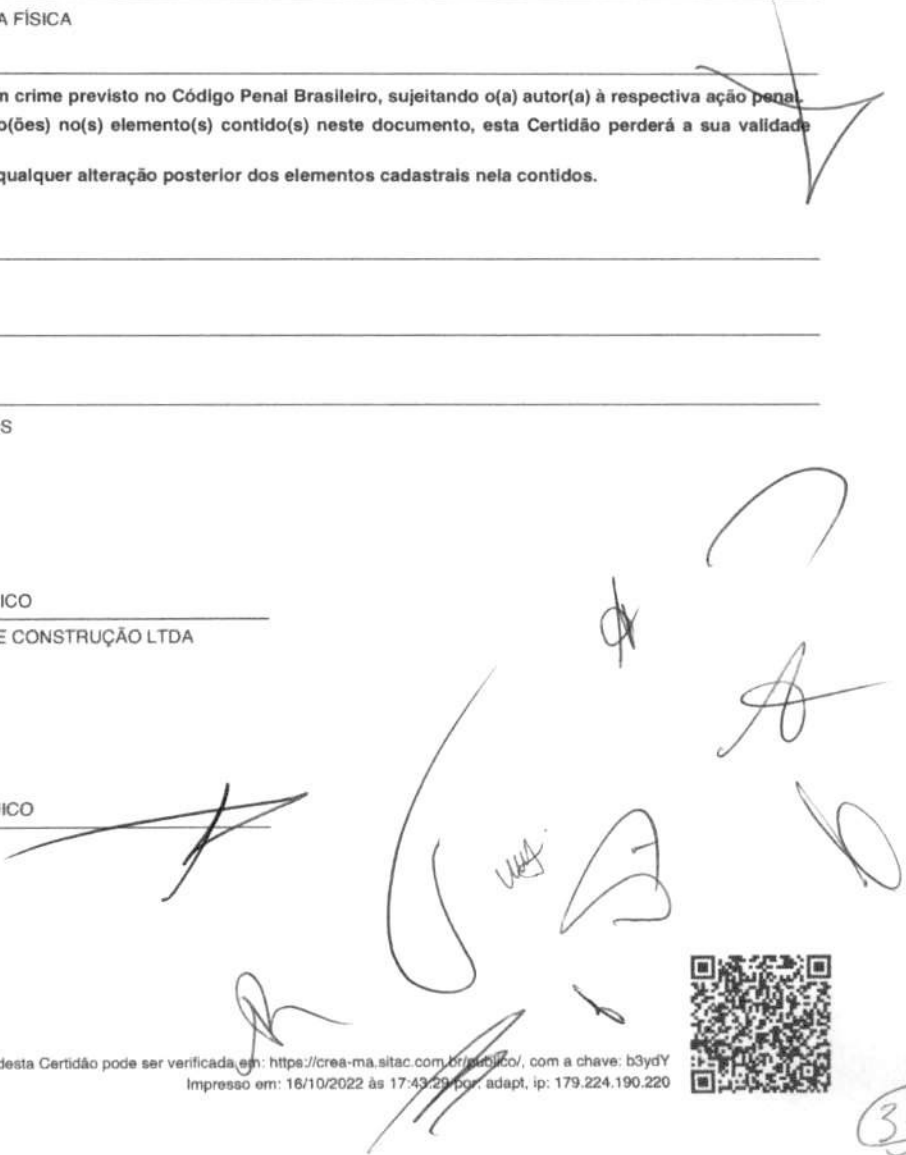 A FÍSICA
m crime previsto no Código Penal Brasileiro, sujeitando o(a) autor(a) à respectiva ação penal.
o(ões) no(s) elemento(s) contido(s) neste documento, esta Certidão perderá a sua validade
qualquer alteração posterior dos elementos cadastrais nela contidos.
S
ICO
E CONSTRUÇÃO LTDA
ICO
desta Certidão pode ser verificada em: https://crea-ma.sitac.com.br/publico/, com a chave: b3ydY
Impresso em: 16/10/2022 às 17:43:29 por: adapt, ip: 179.224.190.220
3